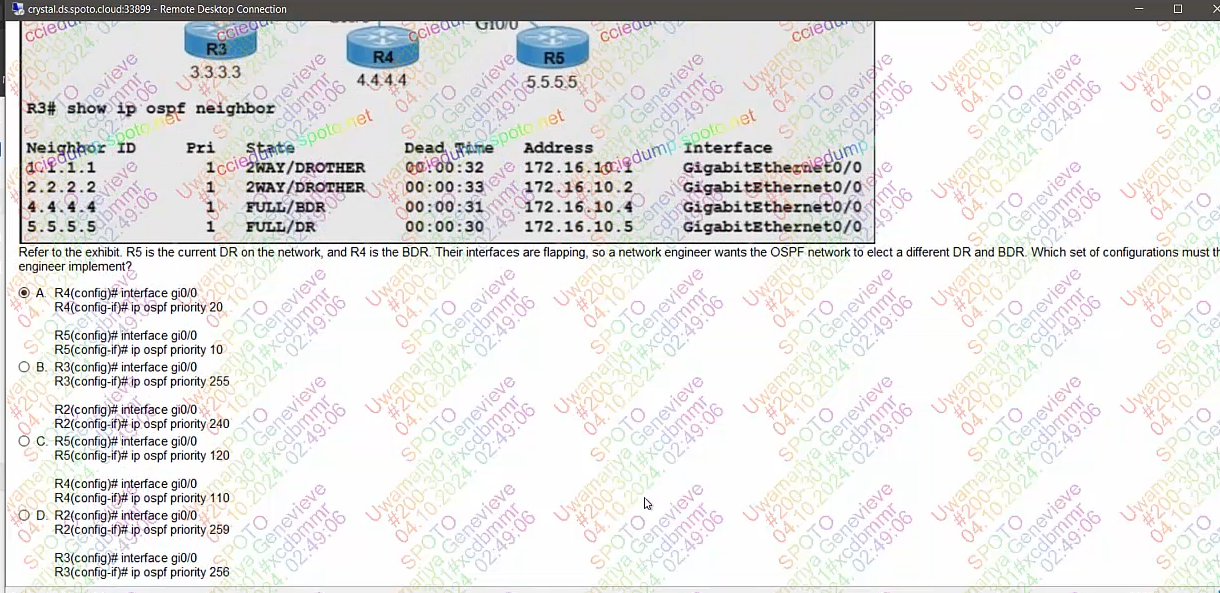 crystal.ds.spoto.cloud:33899 - Remote Desktop Connection
Gi0/0
R3
R4
R5
3.3.3.3
4.4.4.4
5.5.5.5
R3# show ip ospf neighbor
Neighbor ID Pri State Dead Time Address Interface
1.1.1.1 1 2WAY/DROTHER 00:00:32 172.16.10.1 GigabitEthernet0/0
2.2.2.2 1 2WAY/DROTHER 00:00:33 172.16.10.2 GigabitEthernet0/0
4.4.4.4 1 FULL/BDR 00:00:31 172.16.10.4 GigabitEthernet0/0
5.5.5.5 1 FULL/DR 00:00:30 172.16.10.5 GigabitEthernet0/0
Refer to the exhibit. R5 is the current DR on the network, and R4 is the BDR. Their interfaces are flapping, so a network engineer wants the OSPF network to elect a different DR and BDR. Which set of configurations must th
engineer implement?
A. R4(config)# interface gi0/0
R4(config-if)# ip ospf priority 20
R5(config)# interface gi0/0
R5(config-if)# ip ospf priority 10
B. R3(config)# interface gi0/0
R3(config-if)# ip ospf priority 255
R2(config)# interface gi0/0
R2(config-if)# ip ospf priority 240
C. R5(config)# interface gi0/0
R5(config-if)# ip ospf priority 120
R4(config)# interface gi0/0
R4(config-if)# ip ospf priority 110
D. R2(config)# interface gi0/0
R2(config-if)# ip ospf priority 259
R3(config)# interface gi0/0
R3(config-if)# ip ospf priority 256
cciedump.spoto.net
SPOTO Genevieve
Uwamanya
02:49:06